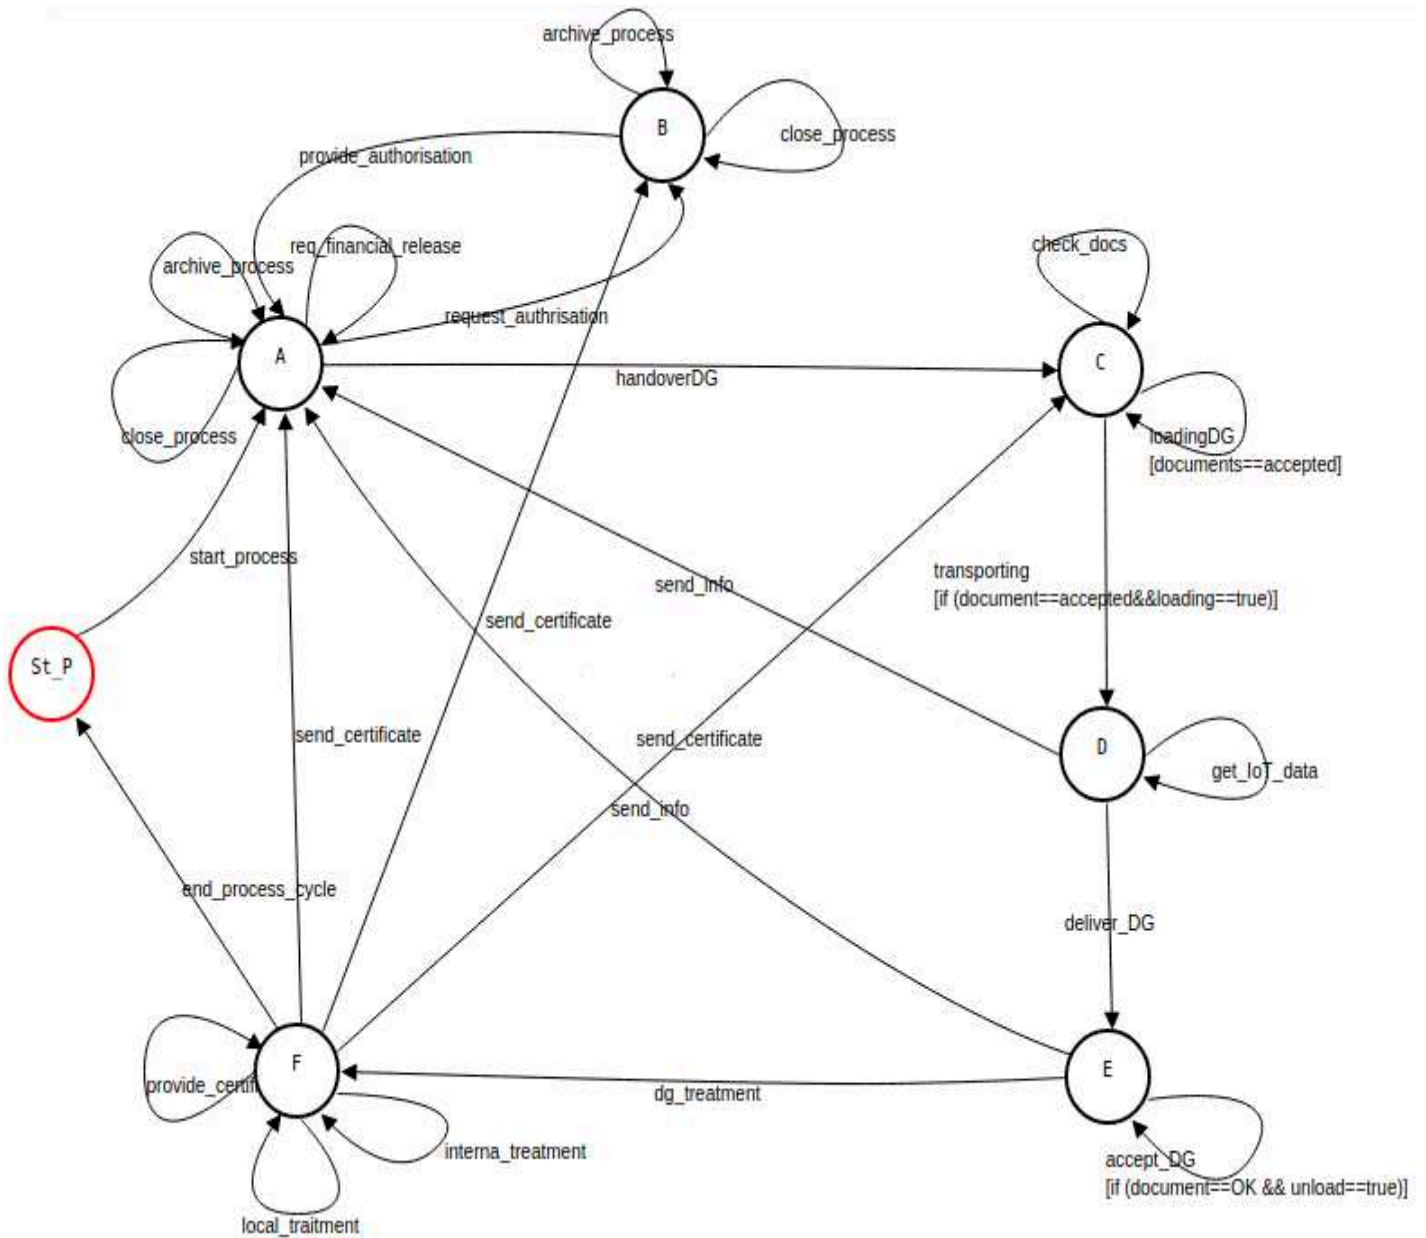 archive_process
B
close_process
provide_authorisation
req_financial_release
archive_process
check_docs
request_authrisation
A
C
handoverDG
close_process
loadingDG
[documents==accepted]
start_process
send_info
transporting
[if (document==accepted&&loading==true)]
send_certificate
St_P
send_certificate
send_certificate
D
get_IoT_data
send_info
end_process_cycle
deliver_DG
F
E
provide_certif
dg_treatment
interna_treatment
accept_DG
[if (document==OK && unload==true)]
local_traitment